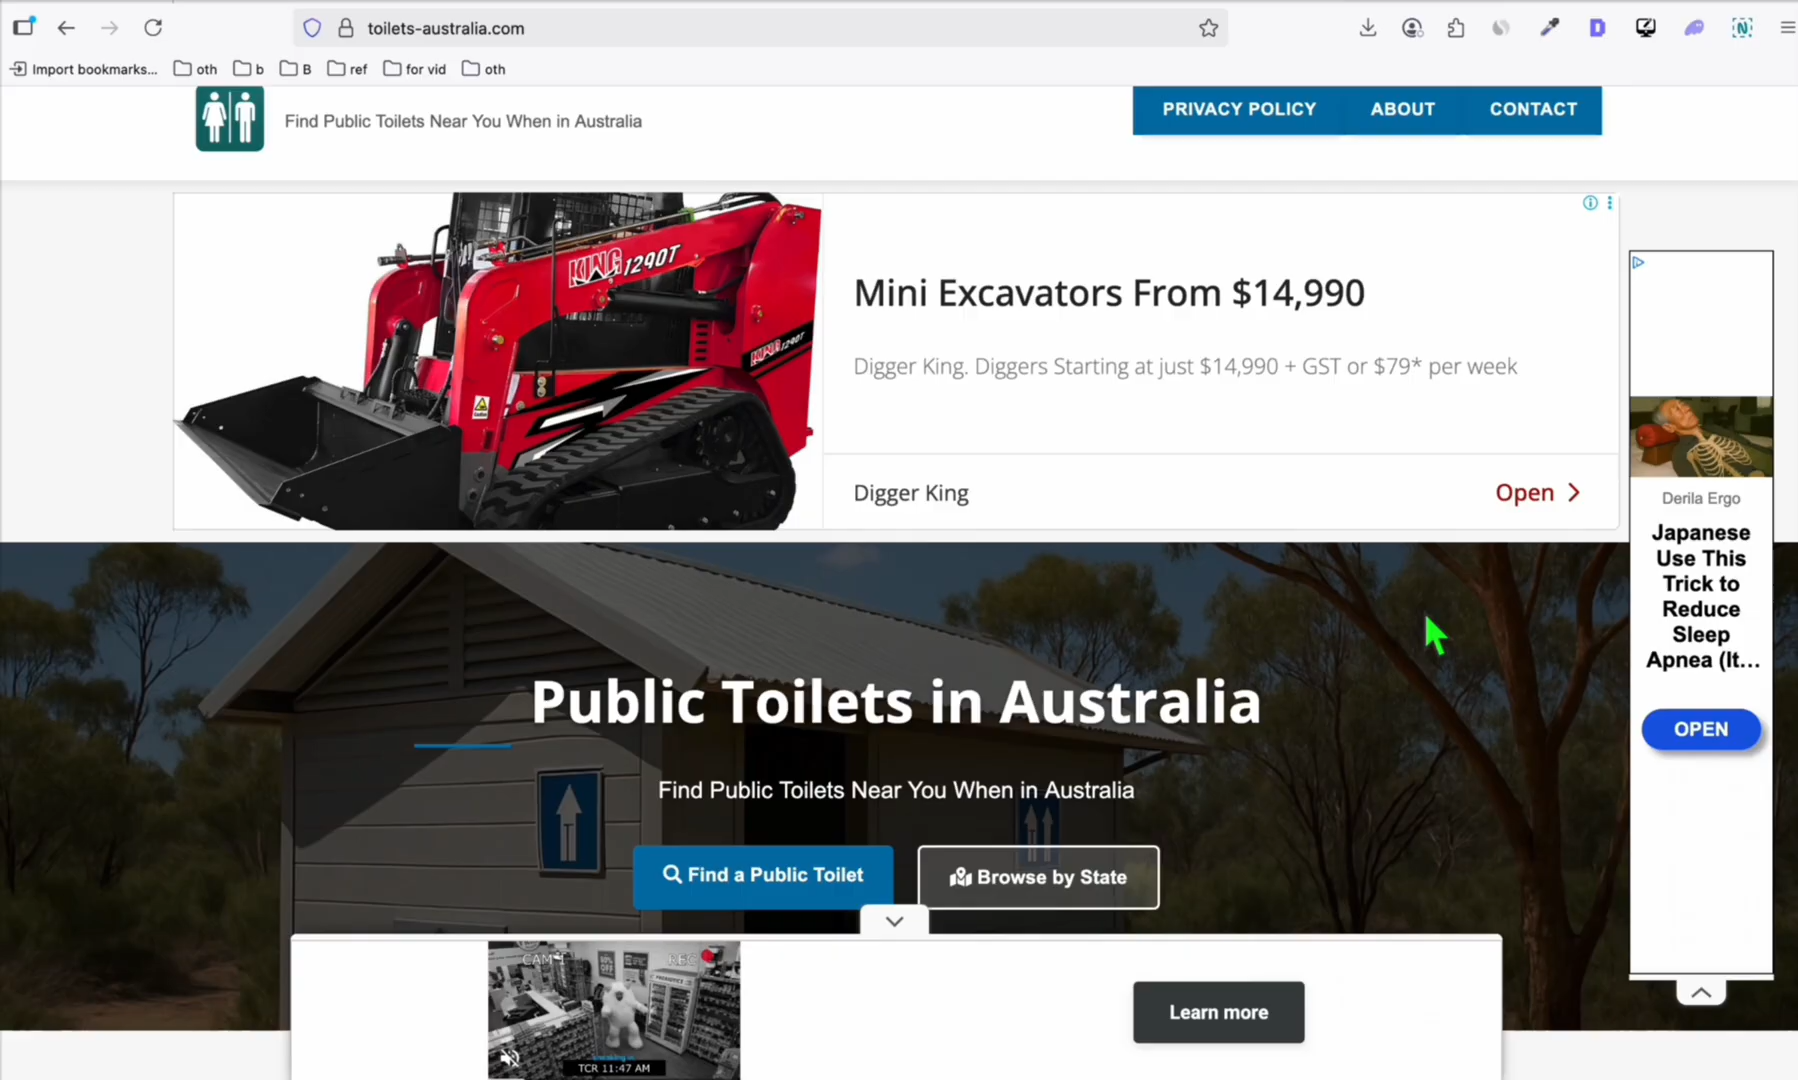 toilets-australia.com
Import bookmarks... oth b B ref for vid oth
Find Public Toilets Near You When in Australia
PRIVACY POLICY ABOUT CONTACT
KING 1290T
KING 1290T
Mini Excavators From $14,990
Digger King. Diggers Starting at just $14,990 + GST or $79* per week
Digger King
Open
Derila Ergo
Japanese
Use This
Trick to
Reduce
Sleep
Apnea (It...
OPEN
Public Toilets in Australia
Find Public Toilets Near You When in Australia
Find a Public Toilet
Browse by State
CAM 1
REC
TCR 11:47 AM
Learn more